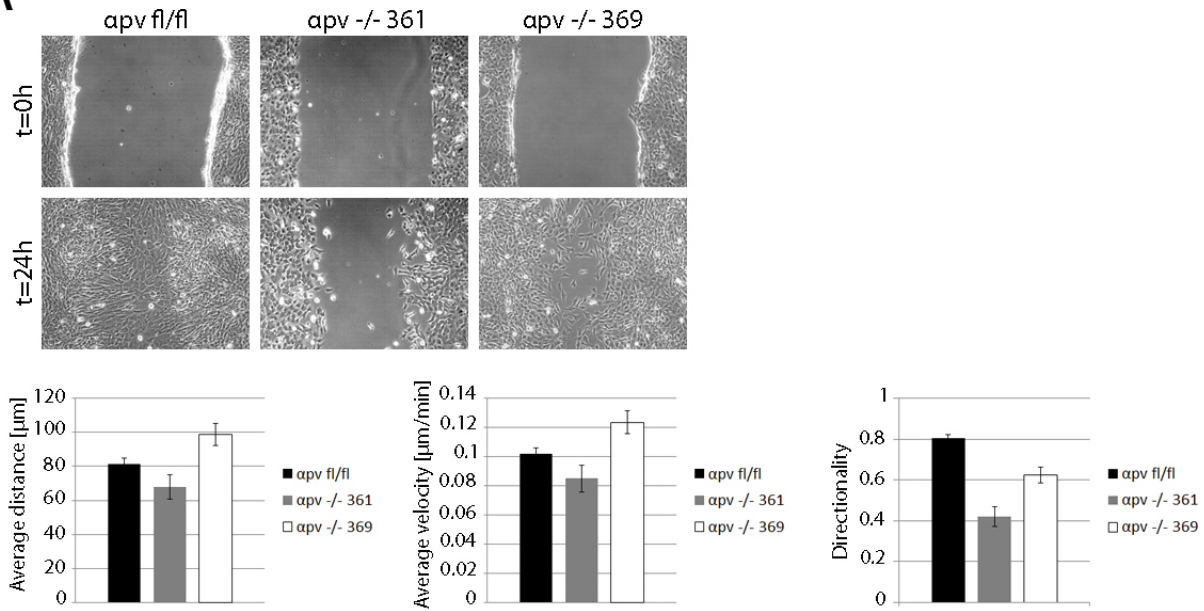 αpv fl/fl αpv -/- 361 αpv -/- 369
t=0h
t=24h
Average distance [µm]
120
100
80
60
40
20
0
αpv fl/fl
αpv -/- 361
αpv -/- 369
Average velocity [µm/min]
0.14
0.12
0.1
0.08
0.06
0.04
0.02
0
αpv fl/fl
αpv -/- 361
αpv -/- 369
Directionality
1
0.8
0.6
0.4
0.2
0
αpv fl/fl
αpv -/- 361
αpv -/- 369